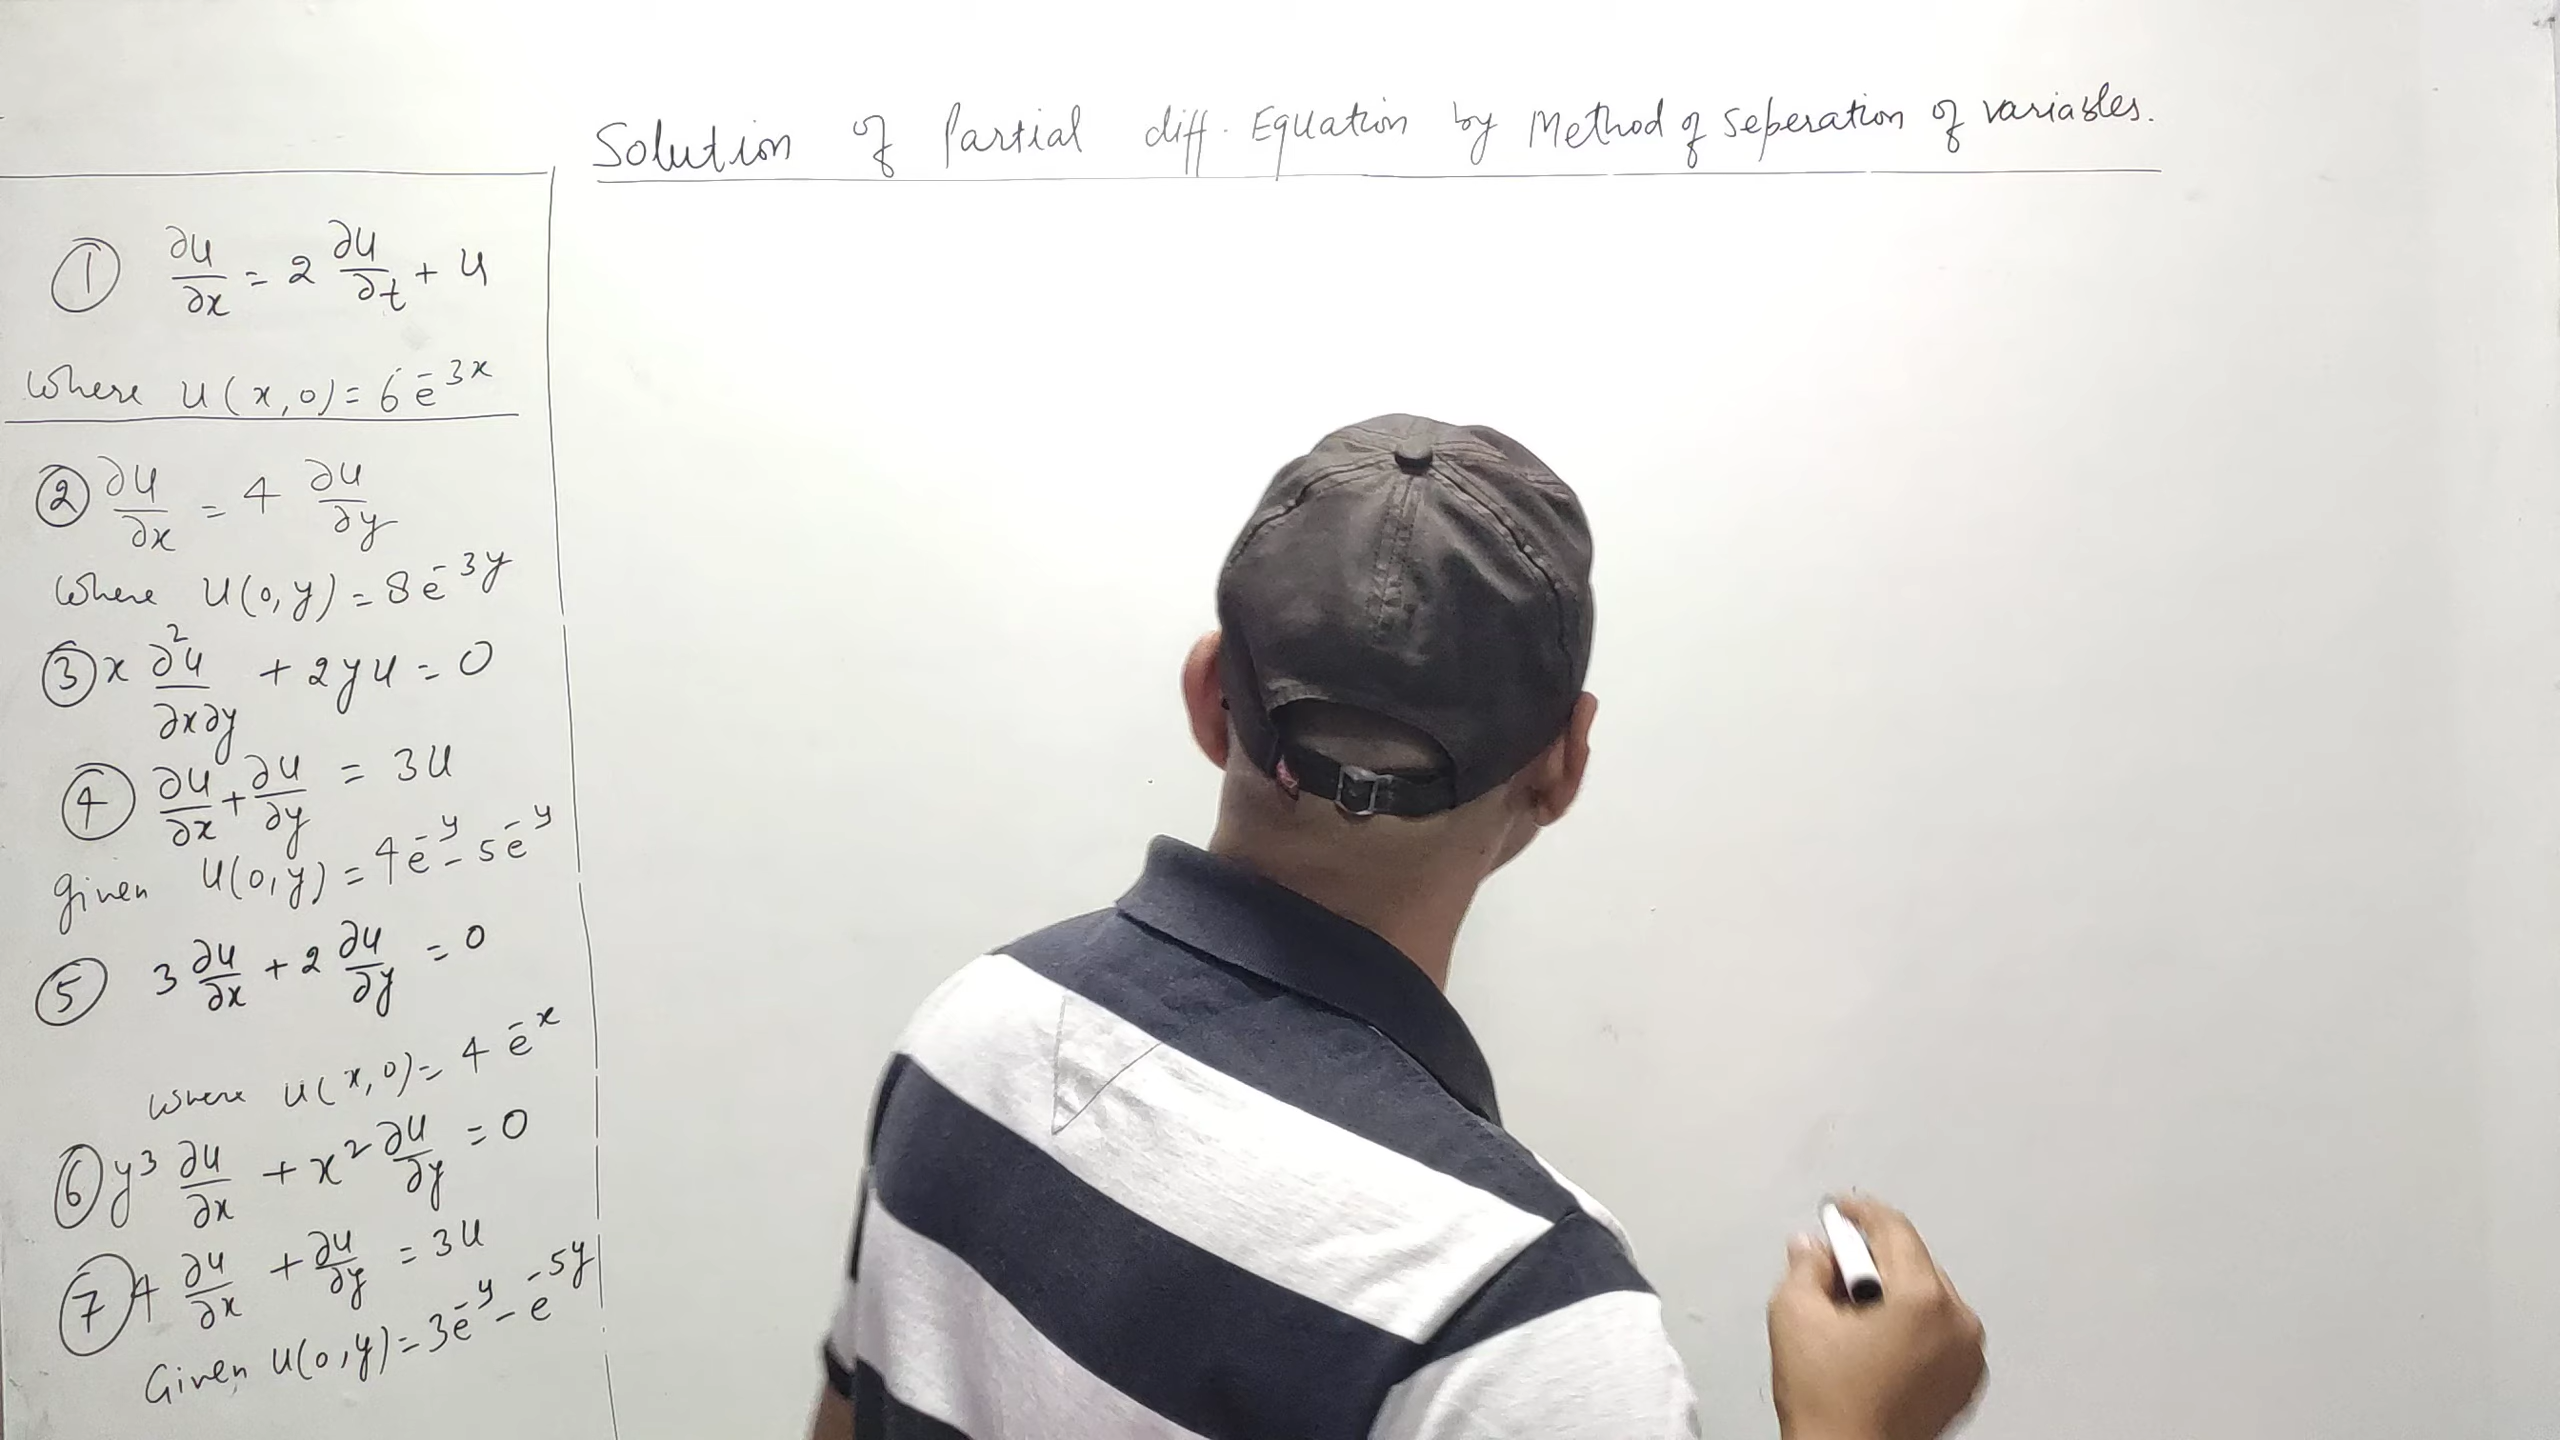 Solution of Partial diff. Equation by Method of Seperation of variables.
① ∂u/∂x = 2 ∂u/∂t + u
where u(x,0) = 6e^-3x
② ∂u/∂x = 4 ∂u/∂y
where u(0,y) = 8e^-3y
③ x ∂²u/∂x∂y + 2yu = 0
④ ∂u/∂x + ∂u/∂y = 3u
given u(0,y) = 4e^-y - 5e^-y
⑤ 3 ∂u/∂x + 2 ∂u/∂y = 0
where u(x,0) = 4e^-x
⑥ y³ ∂u/∂x + x² ∂u/∂y = 0
⑦ 4 ∂u/∂x + ∂u/∂y = 3u
Given u(0,y) = 3e^-y - e^-5y